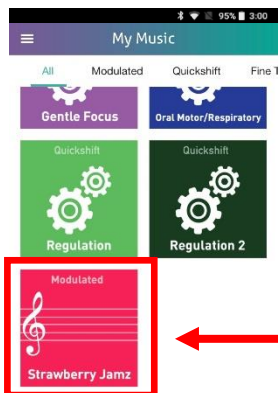 95% 3:00
My Music
All Modulated Quickshift Fine T
Gentle Focus Oral Motor/Respiratory
Quickshift Quickshift
Regulation Regulation 2
Modulated
Strawberry Jamz